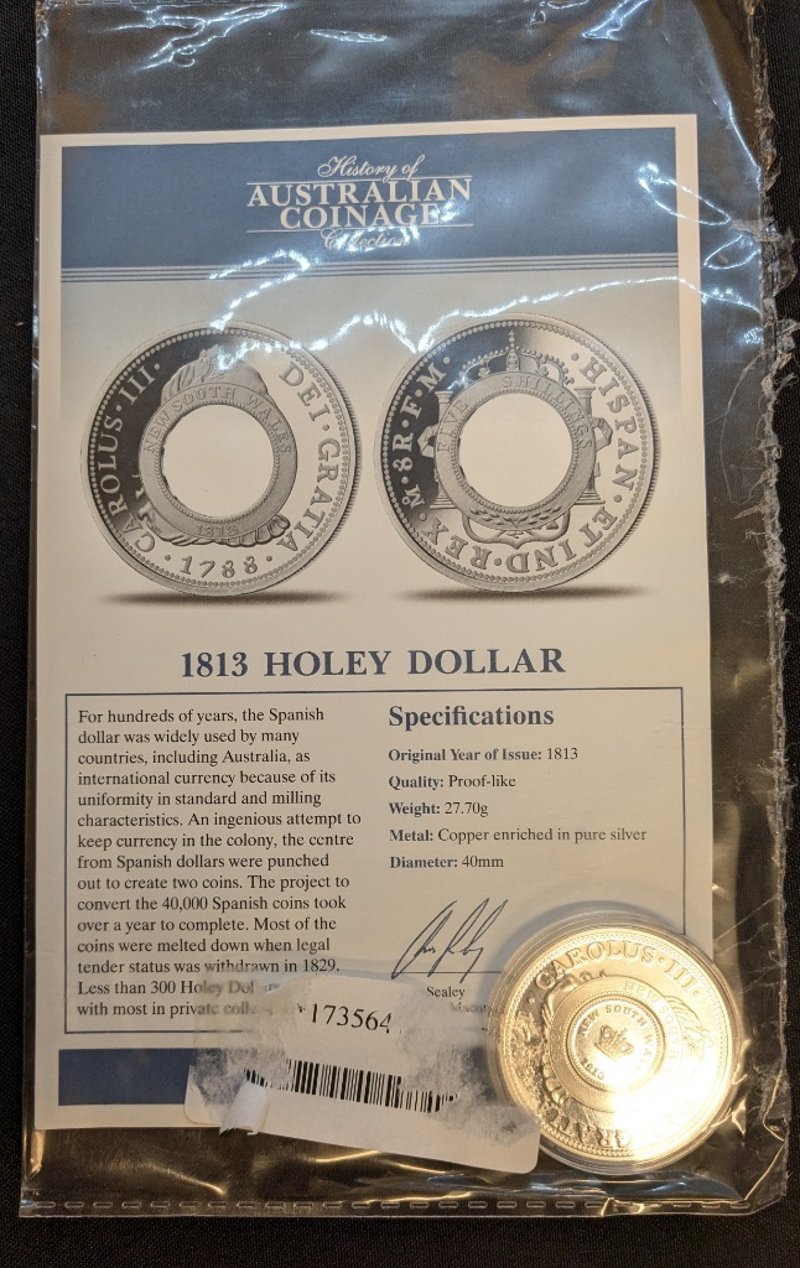 History of
AUSTRALIAN
COINAGE
Collection
CAROLUS·III· DEI·GRATIA
·1788·
NEW SOUTH WALES
1813
·HISPAN·ET IND·REX·M·8R·F·M·
FIVE SHILLINGS
1813 HOLEY DOLLAR
For hundreds of years, the Spanish
dollar was widely used by many
countries, including Australia, as
international currency because of its
uniformity in standard and milling
characteristics. An ingenious attempt to
keep currency in the colony, the centre
from Spanish dollars were punched
out to create two coins. The project to
convert the 40,000 Spanish coins took
over a year to complete. Most of the
coins were melted down when legal
tender status was withdrawn in 1829.
Less than 300 Holey
with most in private
Specifications
Original Year of Issue: 1813
Quality: Proof-like
Weight: 27.70g
Metal: Copper enriched in pure silver
Diameter: 40mm
Sealey
173564
CAROLUS·III·
NEW SOUTH
NEW SOUTH
1813